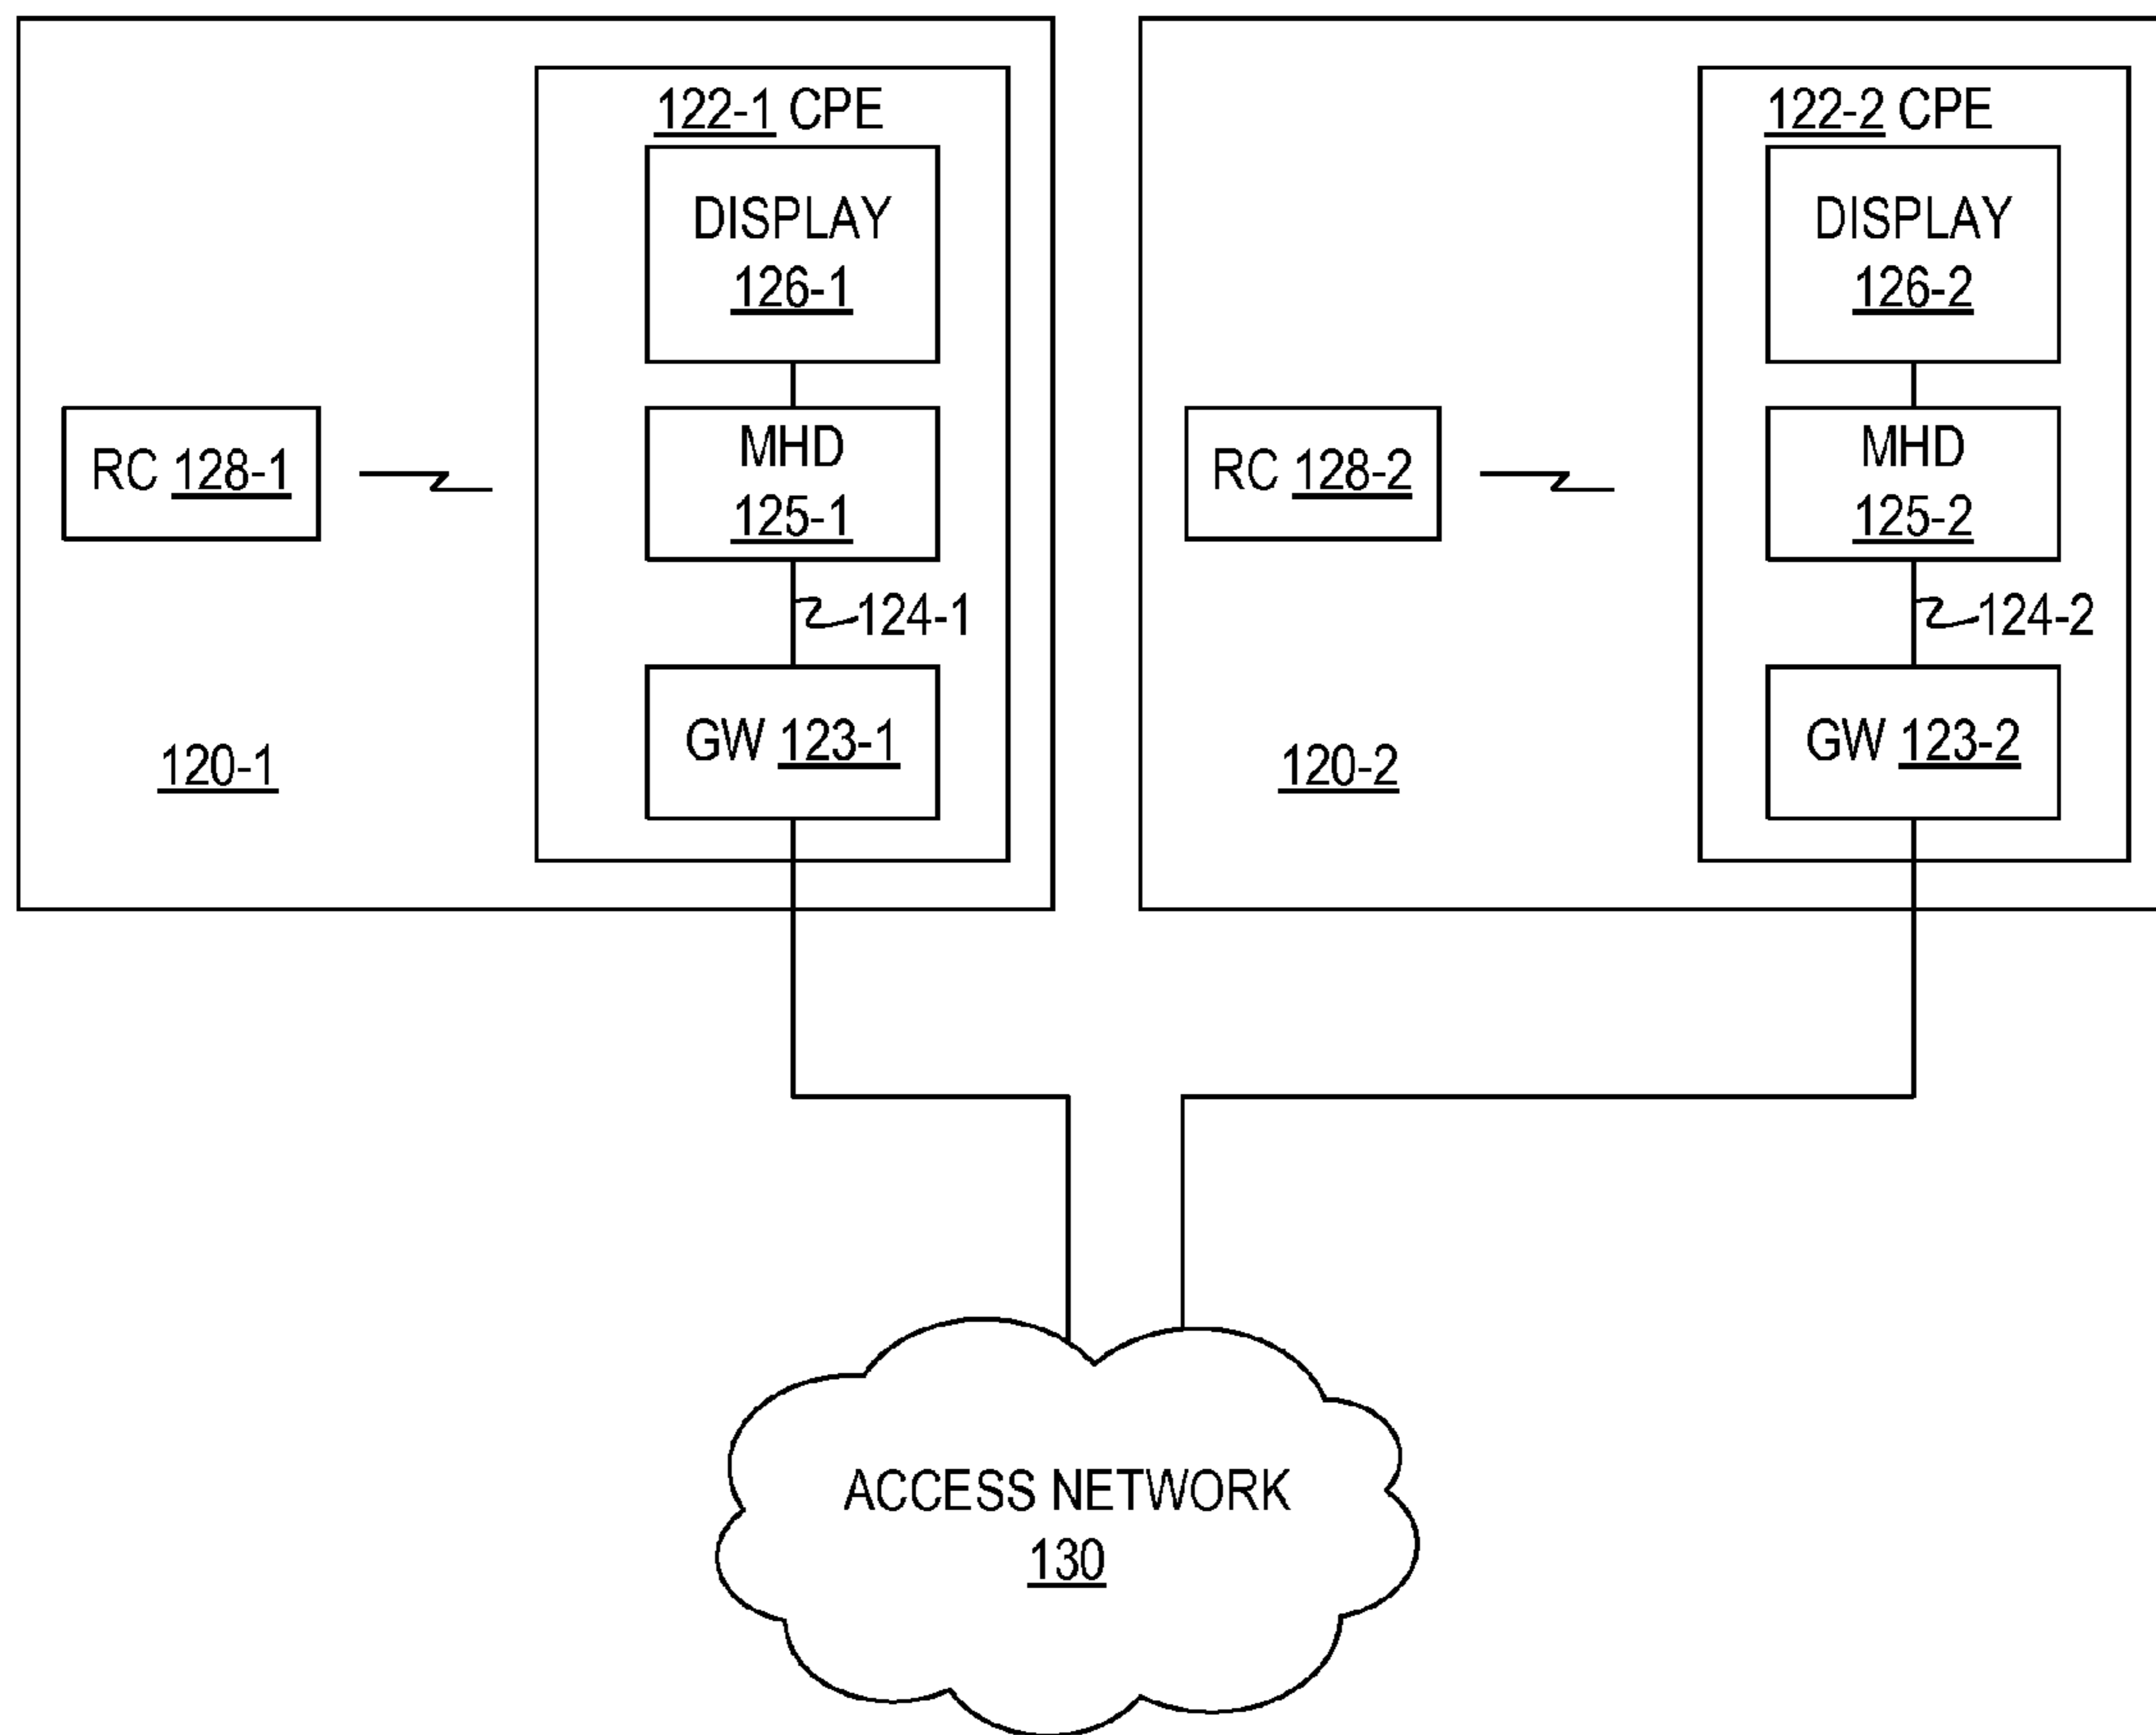 122-1 CPE
DISPLAY
126-1
RC 128-1
MHD
125-1
124-1
GW 123-1
120-1
122-2 CPE
DISPLAY
126-2
RC 128-2
MHD
125-2
124-2
GW 123-2
120-2
ACCESS NETWORK
130